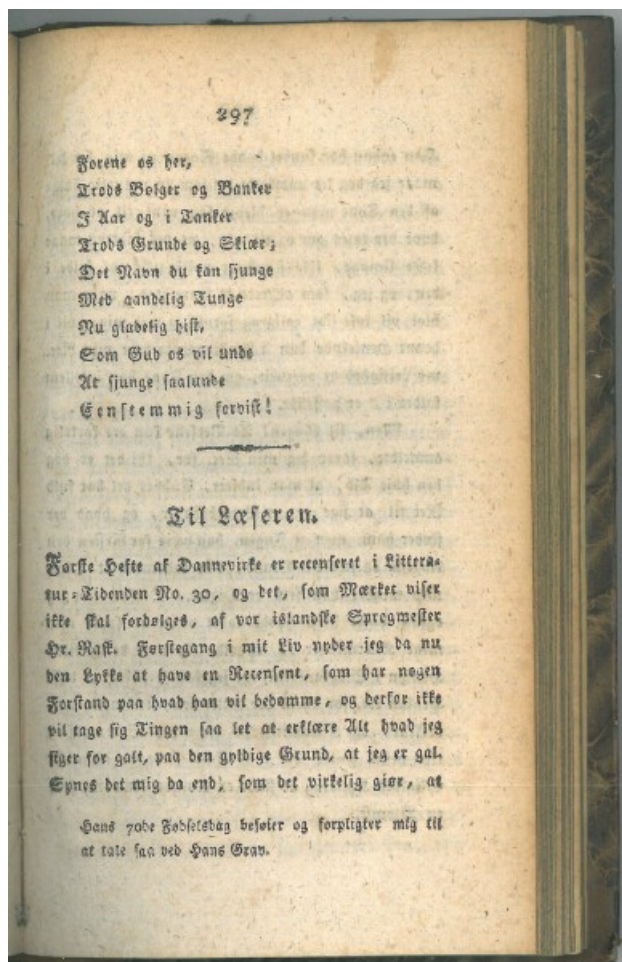 297
Forene os her,
Trods Bølger og Banker
I Aar og i Tanker
Trods Grunde og Skiær;
Det Navn du kan sjunge
Med aandelig Tunge
Nu gladelig hist,
Som Gud os vil unde
At sjunge saalunde
Eenstemmig forvist!
Til Læseren.
Første Hefte af Dannevirke er recenseret i Littera-
tur-Tidenden No. 30, og det, som Mærket viser
ikke skal fordølges, af vor islandske Sprogmester
Hr. Rask. Førstegang i mit Liv nyder jeg da nu
den Lykke at have en Recensent, som har nogen
Forstand paa hvad han vil bedømme, og derfor ikke
vil tage sig Tingen saa let at erklære Alt hvad jeg
siger for galt, paa den gyldige Grund, at jeg er gal.
Synes det mig da end, som det virkelig giør, at
Hans 70de Fødselsdag beføier og forpligter mig til
at tale saa ved Hans Grav.